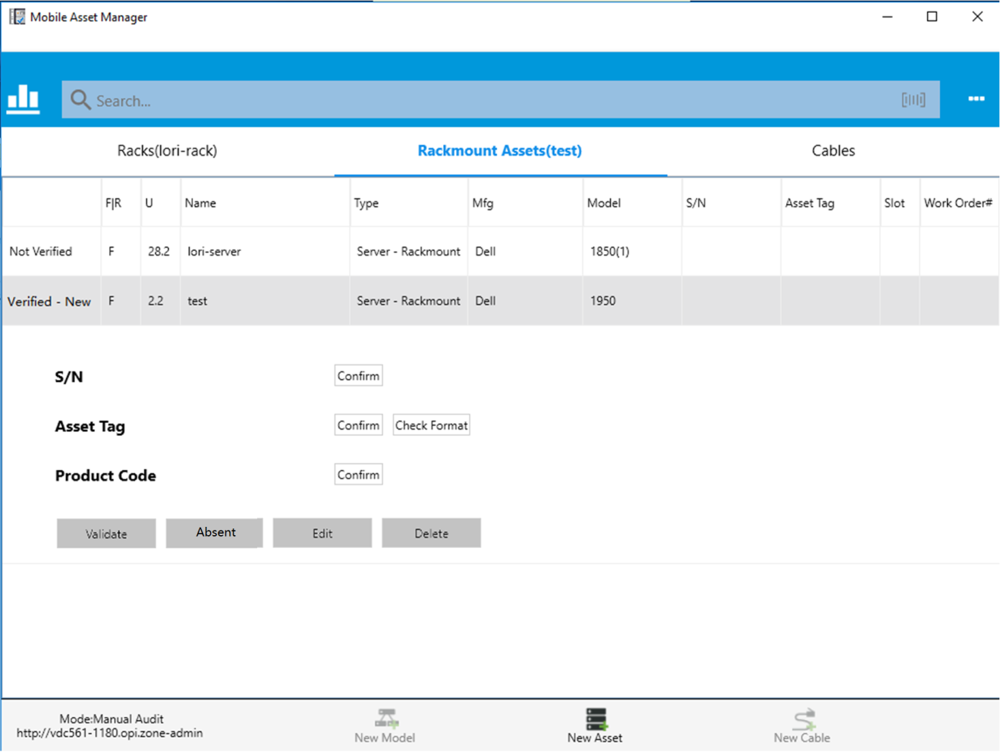 Mobile Asset Manager
Search...
Racks(lori-rack) Rackmount Assets(test) Cables
F|R U Name Type Mfg Model S/N Asset Tag Slot Work Order#
Not Verified F 28.2 lori-server Server - Rackmount Dell 1850(1)
Verified - New F 2.2 test Server - Rackmount Dell 1950
S/N Confirm
Asset Tag Confirm Check Format
Product Code Confirm
Validate Absent Edit Delete
Mode:Manual Audit
http://vdc561-1180.opi.zone-admin
New Model New Asset New Cable